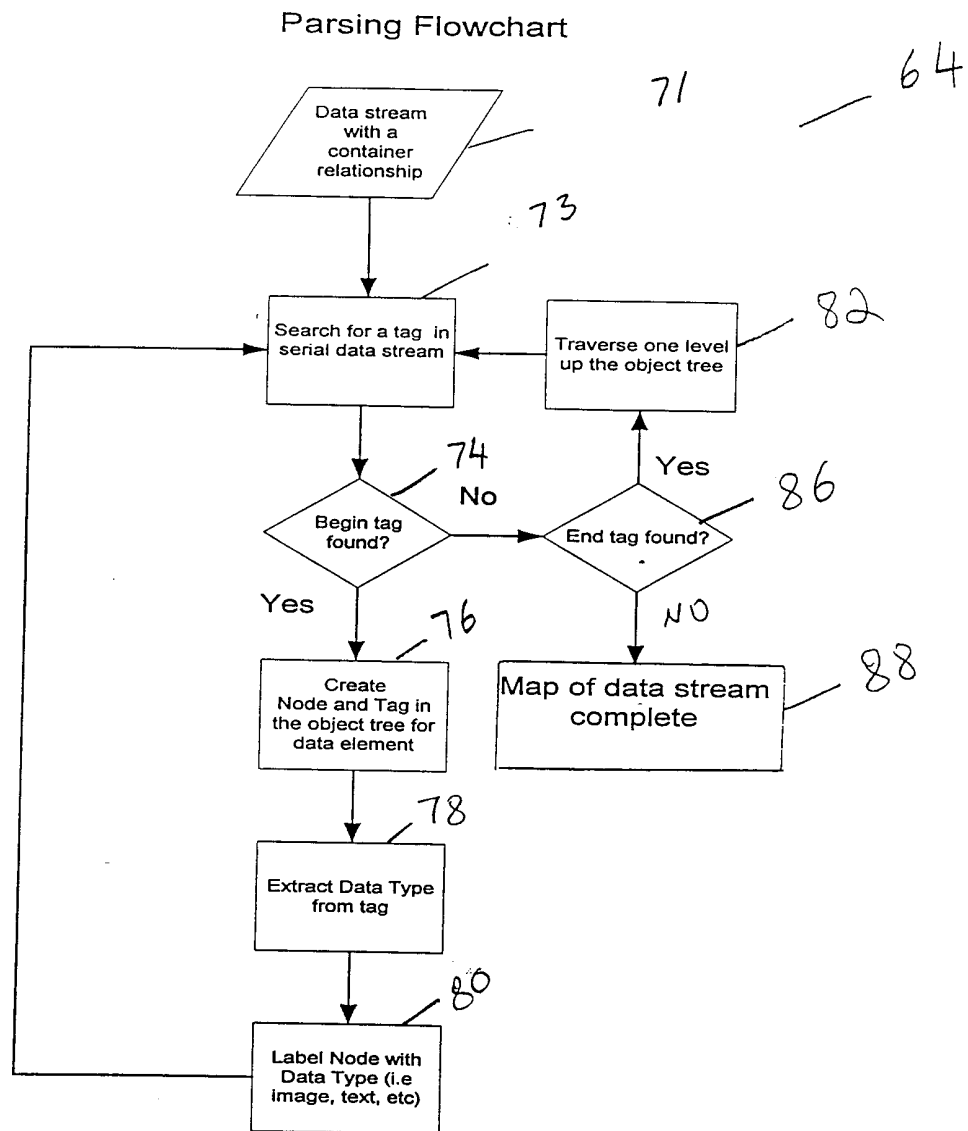 Parsing Flowchart
64
71
Data stream
with a
container
relationship
73
Search for a tag in
serial data stream
82
Traverse one level
up the object tree
74
Begin tag
found?
No
Yes
86
End tag found?
Yes
NO
76
Create
Node and Tag in
the object tree for
data element
88
Map of data stream
complete
78
Extract Data Type
from tag
80
Label Node with
Data Type (i.e
image, text, etc)